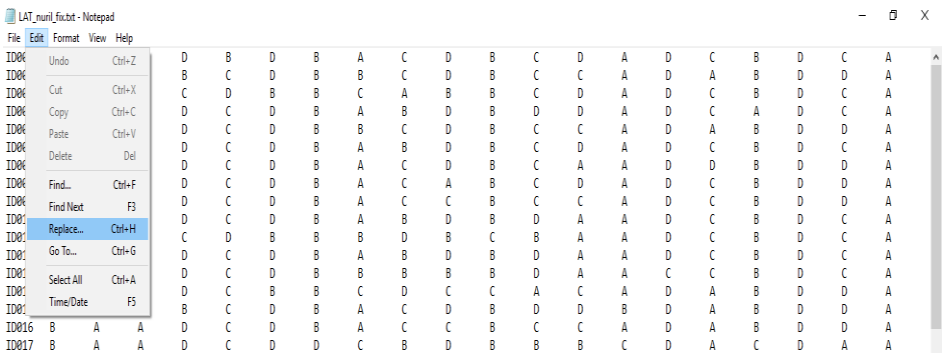 LAT_nuril_fix.txt - Notepad
File Edit Format View Help
Undo Ctrl+Z
Cut Ctrl+X
Copy Ctrl+C
Paste Ctrl+V
Delete Del
Find... Ctrl+F
Find Next F3
Replace... Ctrl+H
Go To... Ctrl+G
Select All Ctrl+A
Time/Date F5
D B D B A C D B C D A D C B D C A
B C D B B C D B C C A D A B D D A
C D B B C A B B C D A D C B D C A
D C D B A B D B D D A D C A D C A
D C D B B C D B C C A D A B D D A
D C D B A B D B C D A D C B D C A
D C D B A C D B C A A D D B D D A
D C D B A C A B C D A D C B D C A
D C D B A C C B C C A D C B D D A
D C D B A B D B D A A D C B D C A
C D B B B D B C B A A D C B D C A
D C D B A B D B D A A D C B D C A
D C D B B B B B D A A C C B D C A
D C B B C D C C A C A D A B D D A
B C D B A C D B D D B D A B D D A
ID016 B A A D C D B A C C B C C A D A B D D A
ID017 B A A D C D D C B D B B B C D A C D A A